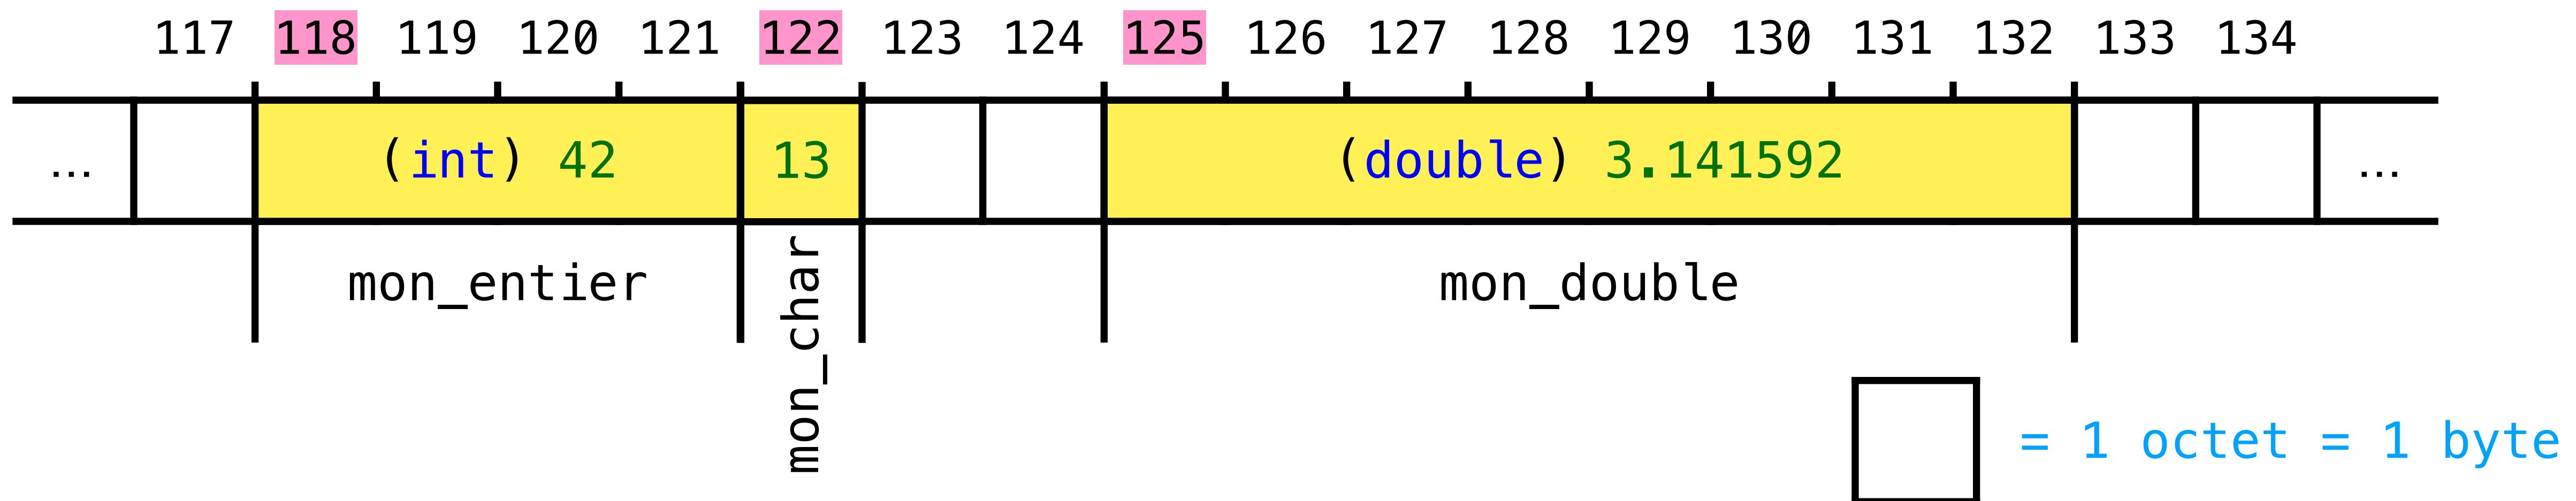 117 118 119 120 121 122 123 124 125 126 127 128 129 130 131 132 133 134
... (int) 42 13 (double) 3.141592 ...
mon_entier mon_char mon_double
= 1 octet = 1 byte